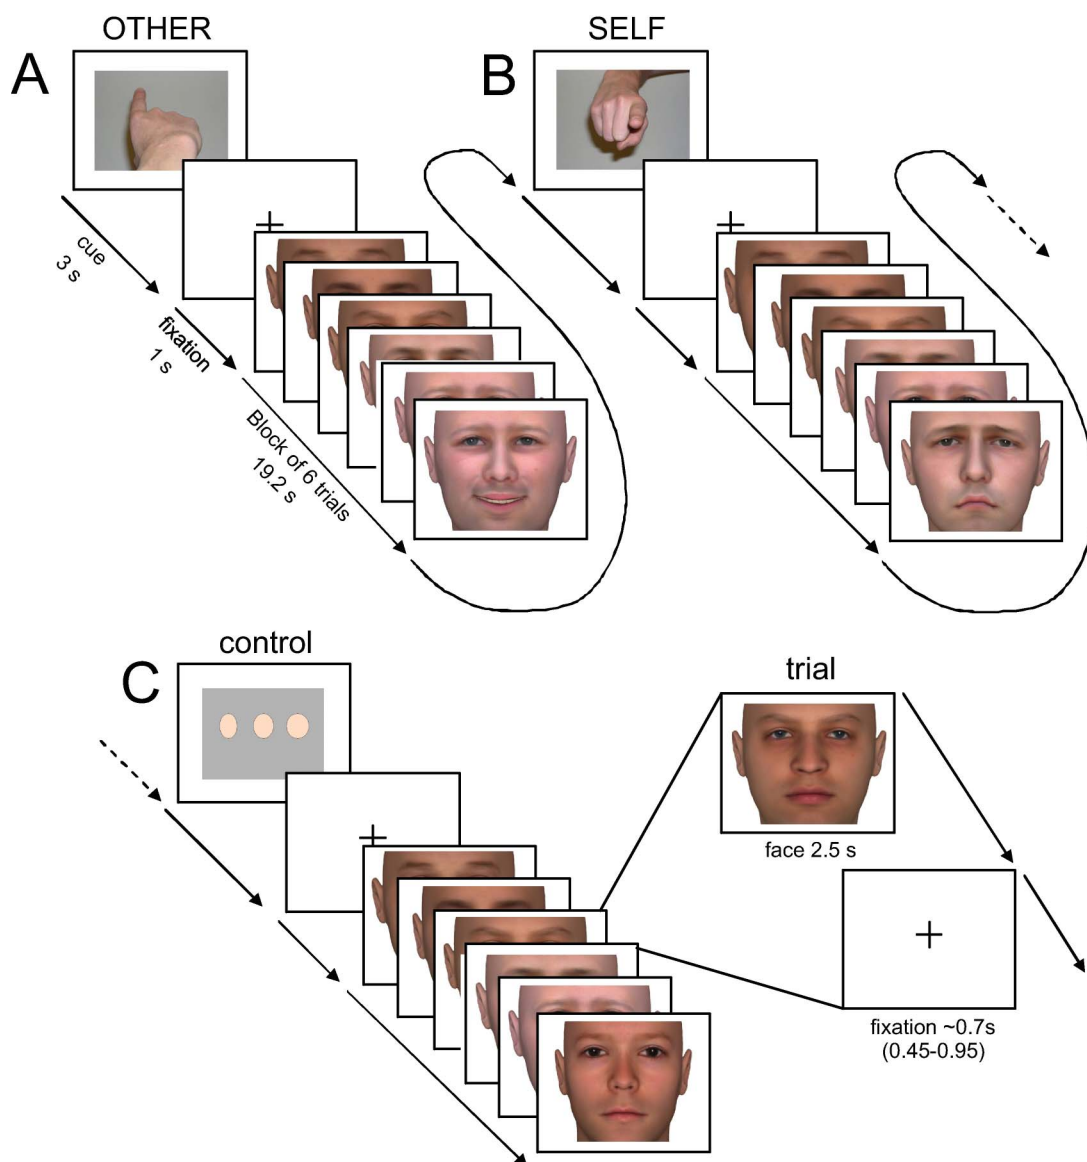 OTHER
SELF
A
B
cue
3 s
fixation
1 s
Block of 6 trials
19.2 s
control
C
trial
face 2.5 s
fixation ~0.7s
(0.45-0.95)